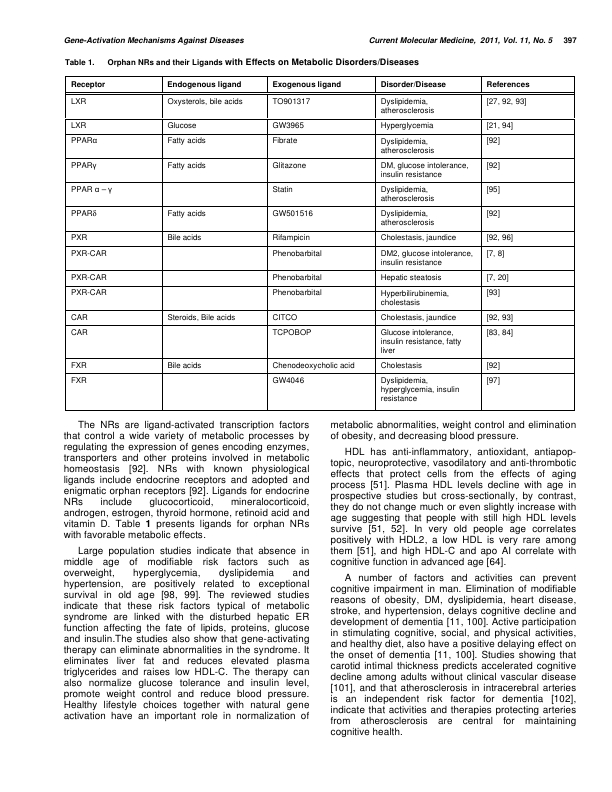 Gene-Activation Mechanisms Against Diseases Current Molecular Medicine, 2011, Vol. 11, No. 5 397
Table 1. Orphan NRs and their Ligands with Effects on Metabolic Disorders/Diseases
Receptor Endogenous ligand Exogenous ligand Disorder/Disease References
LXR Oxysterols, bile acids TO901317 Dyslipidemia, [27, 92, 93]
atherosclerosis
LXR Glucose GW3965 Hyperglycemia [21, 94]
PPARα Fatty acids Fibrate Dyslipidemia, [92]
atherosclerosis
PPARγ Fatty acids Glitazone DM, glucose intolerance, [92]
insulin resistance
PPAR α – γ Statin Dyslipidemia, [95]
atherosclerosis
PPARδ Fatty acids GW501516 Dyslipidemia, [92]
atherosclerosis
PXR Bile acids Rifampicin Cholestasis, jaundice [92, 96]
PXR-CAR Phenobarbital DM2, glucose intolerance, [7, 8]
insulin resistance
PXR-CAR Phenobarbital Hepatic steatosis [7, 20]
PXR-CAR Phenobarbital Hyperbilirubinemia, [93]
cholestasis
CAR Steroids, Bile acids CITCO Cholestasis, jaundice [92, 93]
CAR TCPOBOP Glucose intolerance, [83, 84]
insulin resistance, fatty
liver
FXR Bile acids Chenodeoxycholic acid Cholestasis [92]
FXR GW4046 Dyslipidemia, [97]
hyperglycemia, insulin
resistance
The NRs are ligand-activated transcription factors
that control a wide variety of metabolic processes by
regulating the expression of genes encoding enzymes,
transporters and other proteins involved in metabolic
homeostasis [92]. NRs with known physiological
ligands include endocrine receptors and adopted and
enigmatic orphan receptors [92]. Ligands for endocrine
NRs include glucocorticoid, mineralocorticoid,
androgen, estrogen, thyroid hormone, retinoid acid and
vitamin D. Table 1 presents ligands for orphan NRs
with favorable metabolic effects.
Large population studies indicate that absence in
middle age of modifiable risk factors such as
overweight, hyperglycemia, dyslipidemia and
hypertension, are positively related to exceptional
survival in old age [98, 99]. The reviewed studies
indicate that these risk factors typical of metabolic
syndrome are linked with the disturbed hepatic ER
function affecting the fate of lipids, proteins, glucose
and insulin.The studies also show that gene-activating
therapy can eliminate abnormalities in the syndrome. It
eliminates liver fat and reduces elevated plasma
triglycerides and raises low HDL-C. The therapy can
also normalize glucose tolerance and insulin level,
promote weight control and reduce blood pressure.
Healthy lifestyle choices together with natural gene
activation have an important role in normalization of
metabolic abnormalities, weight control and elimination
of obesity, and decreasing blood pressure.
HDL has anti-inflammatory, antioxidant, antiapop-
topic, neuroprotective, vasodilatory and anti-thrombotic
effects that protect cells from the effects of aging
process [51]. Plasma HDL levels decline with age in
prospective studies but cross-sectionally, by contrast,
they do not change much or even slightly increase with
age suggesting that people with still high HDL levels
survive [51, 52]. In very old people age correlates
positively with HDL2, a low HDL is very rare among
them [51], and high HDL-C and apo AI correlate with
cognitive function in advanced age [64].
A number of factors and activities can prevent
cognitive impairment in man. Elimination of modifiable
reasons of obesity, DM, dyslipidemia, heart disease,
stroke, and hypertension, delays cognitive decline and
development of dementia [11, 100]. Active participation
in stimulating cognitive, social, and physical activities,
and healthy diet, also have a positive delaying effect on
the onset of dementia [11, 100]. Studies showing that
carotid intimal thickness predicts accelerated cognitive
decline among adults without clinical vascular disease
[101], and that atherosclerosis in intracerebral arteries
is an independent risk factor for dementia [102],
indicate that activities and therapies protecting arteries
from atherosclerosis are central for maintaining
cognitive health.